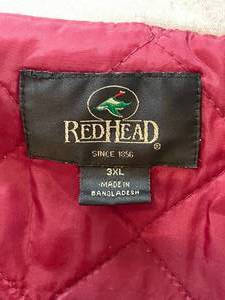 REDHEAD
®
SINCE 1856
3XL
·MADE IN·
BANGLADESH